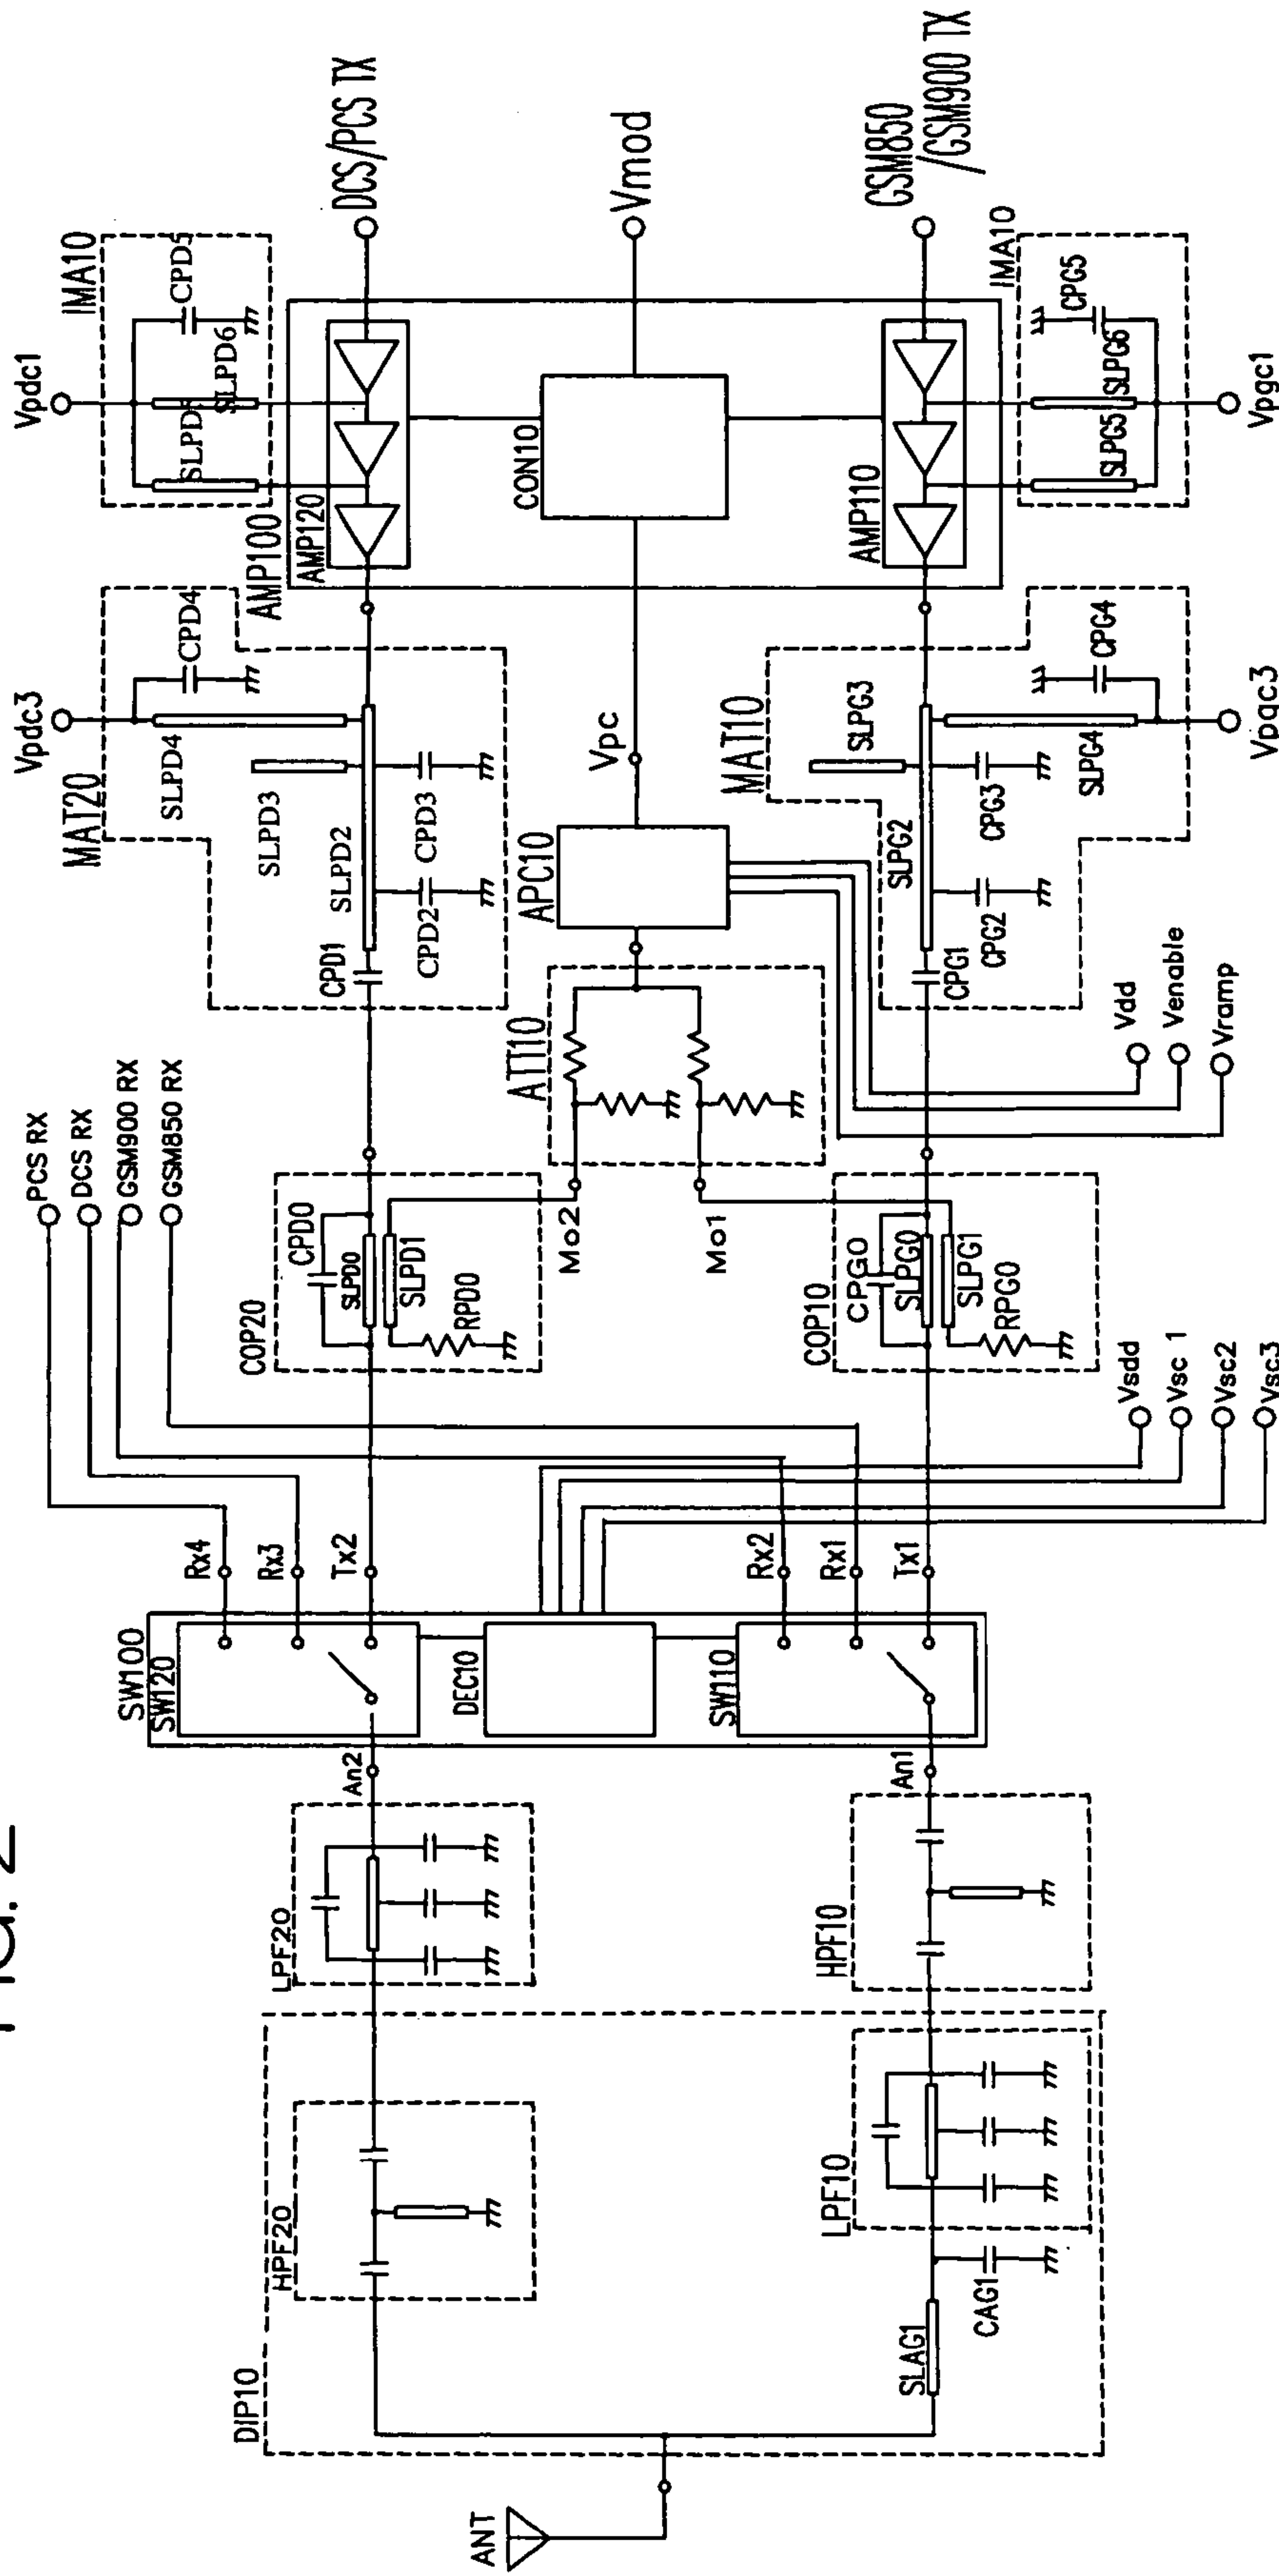 FIG. 2
Vpdc1
IMA10
CPD5
SLPD5
SLPD6
DCS/PCS TX
AMP100
AMP120
Vpdc3
MAT20
SLPD4
CPD4
SLPD3
SLPD2
CPD1
CPD2
CPD3
CON10
Vmod
AMP110
GSM850
/GSM900 TX
IMA10
CPG5
SLPG5
SLPG6
Vpgc1
Vpc
APC10
MAT10
SLPG3
SLPG2
CPG1
CPG2
CPG3
SLPG4
CPG4
Vpgc3
ATT10
Vdd
Venable
Vramp
PCS RX
DCS RX
GSM900 RX
GSM850 RX
COP20
CPD0
SLPD0
SLPD1
RPD0
Mo2
Mo1
COP10
CPG0
SLPG0
SLPG1
RPG0
Vsdd
Vsc 1
Vsc2
Vsc3
SW100
SW120
Rx4
Rx3
Tx2
DEC10
SW110
Rx2
Rx1
Tx1
An2
An1
LPF20
HPF10
DIP10
HPF20
LPF10
SLAG1
CAG1
ANT